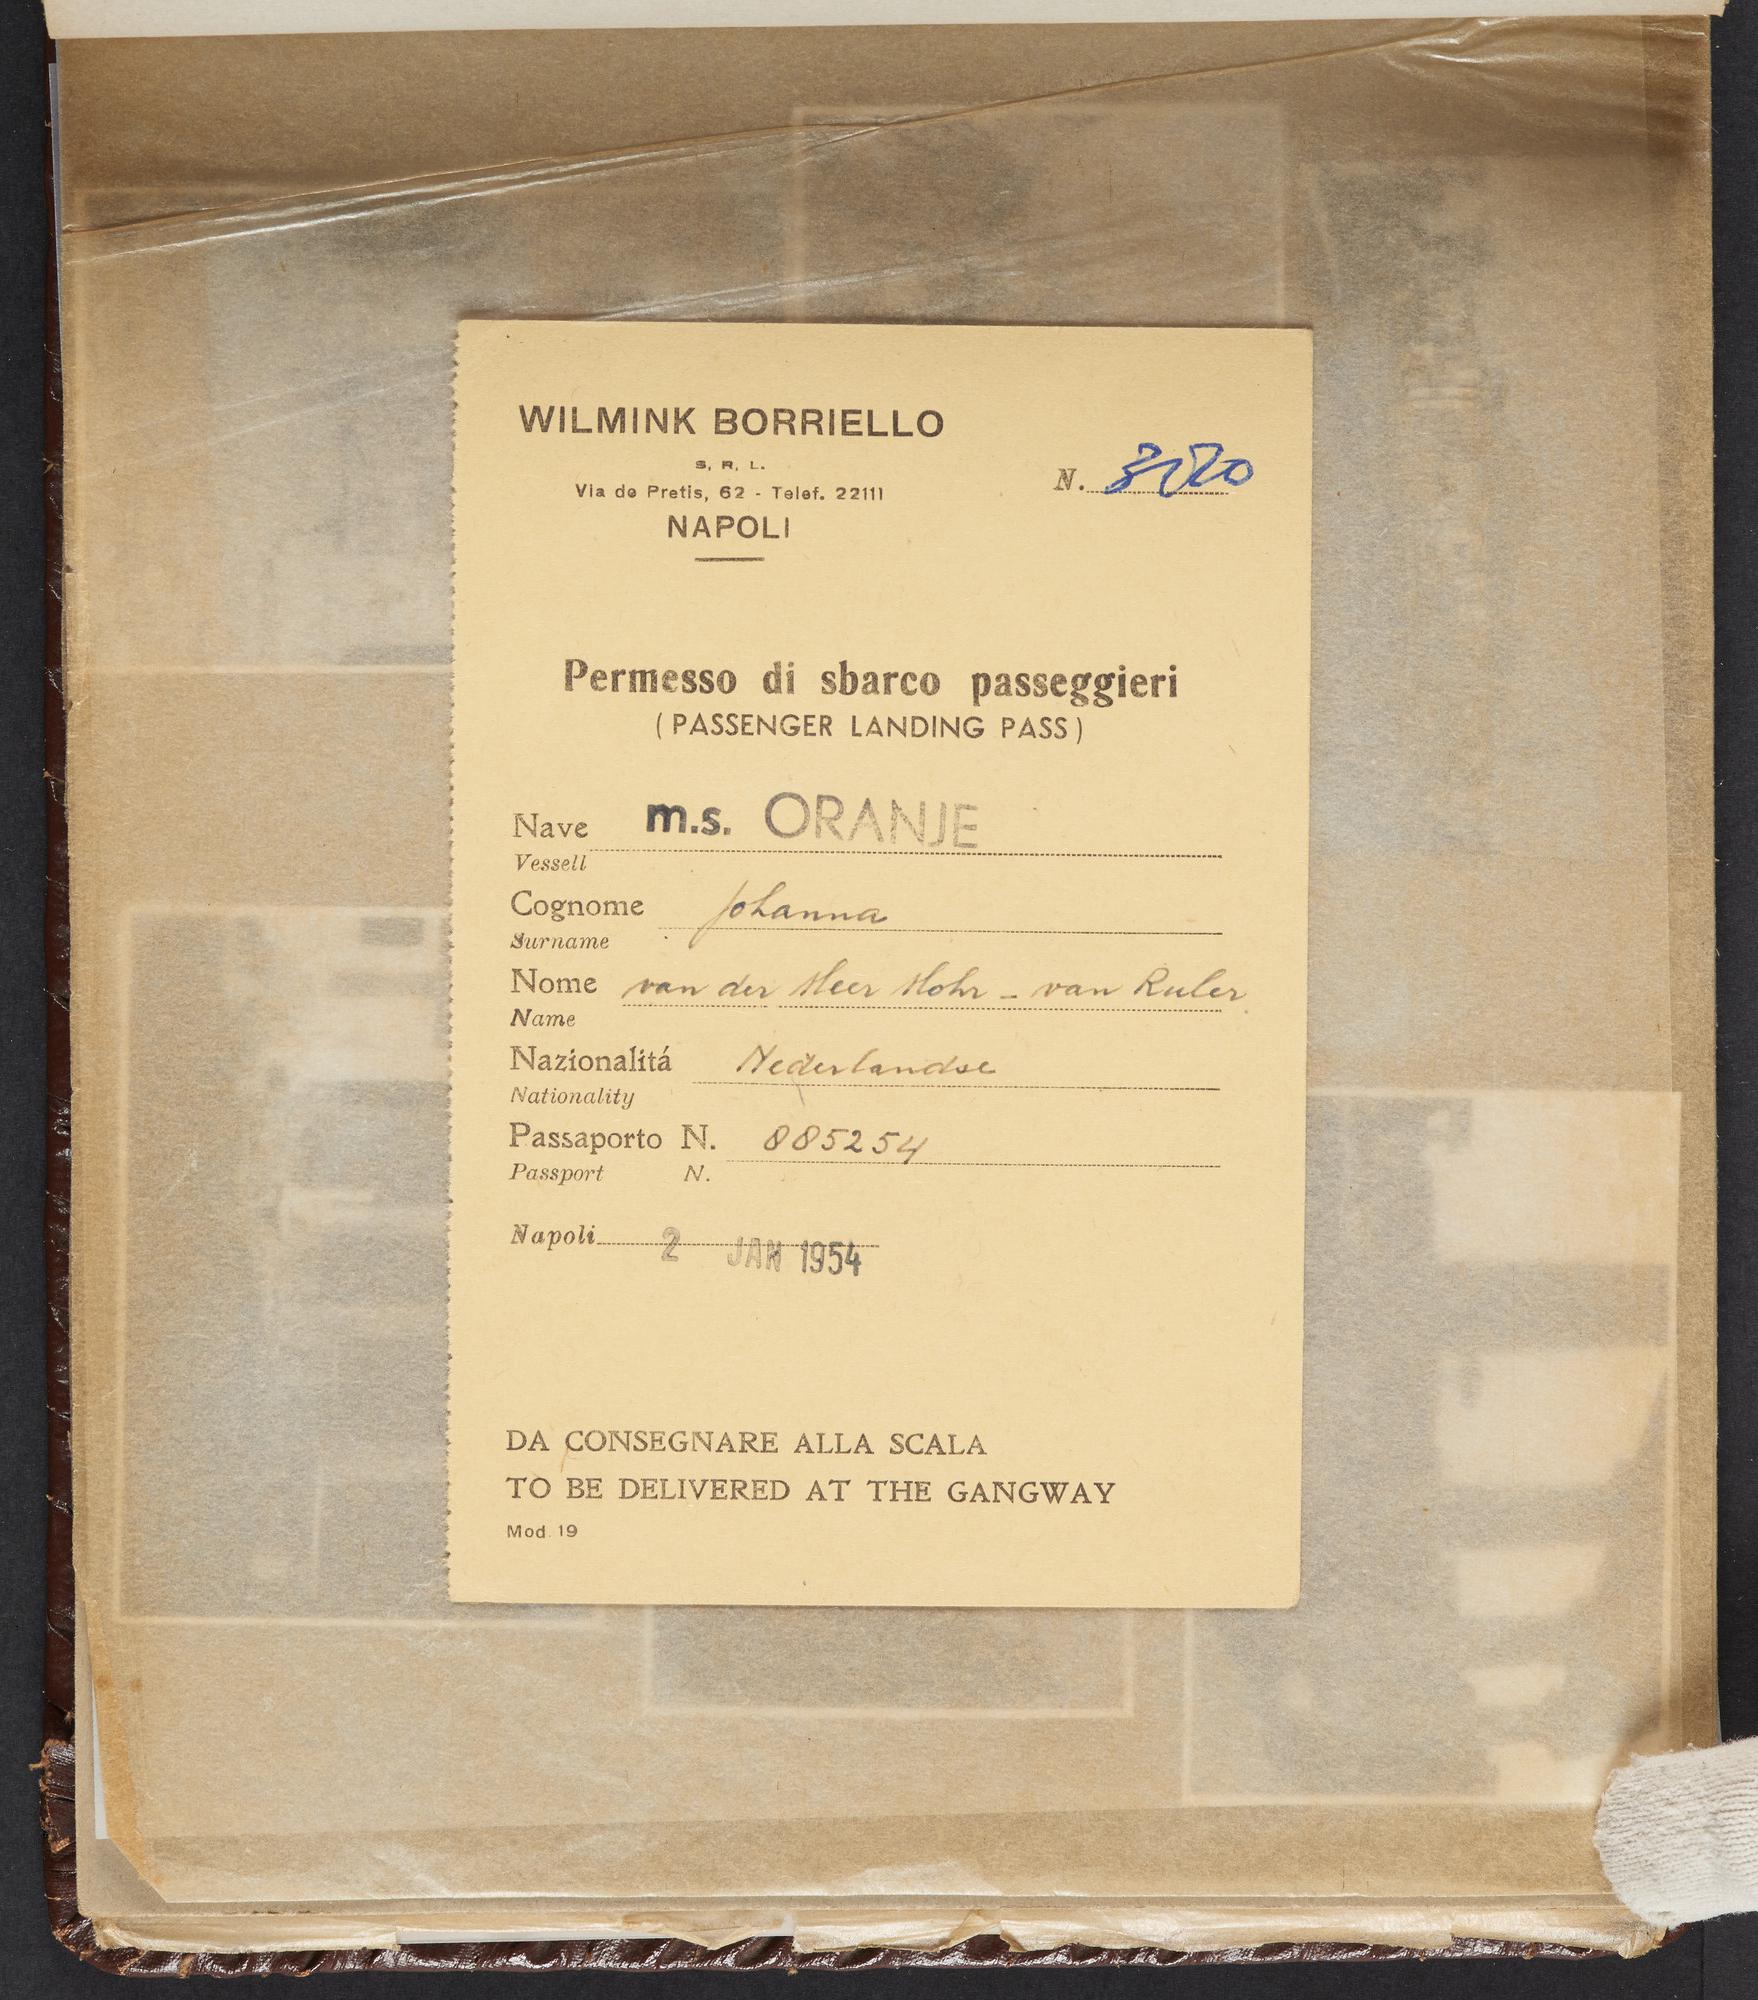 WILMINK BORRIELLO
S. R. L.
Via de Pretis, 62 - Telef. 22111
NAPOLI
N.
Permesso di sbarco passeggieri
(PASSENGER LANDING PASS)
Nave m.s. ORANJE
Vessell
Cognome Johanna
Surname
Nome van der Meer Mohr - van Ruler
Name
Nazionalitá Nederlandse
Nationality
Passaporto N. 885254
Passport N.
Napoli 2 JAN 1954
DA CONSEGNARE ALLA SCALA
TO BE DELIVERED AT THE GANGWAY
Mod. 19